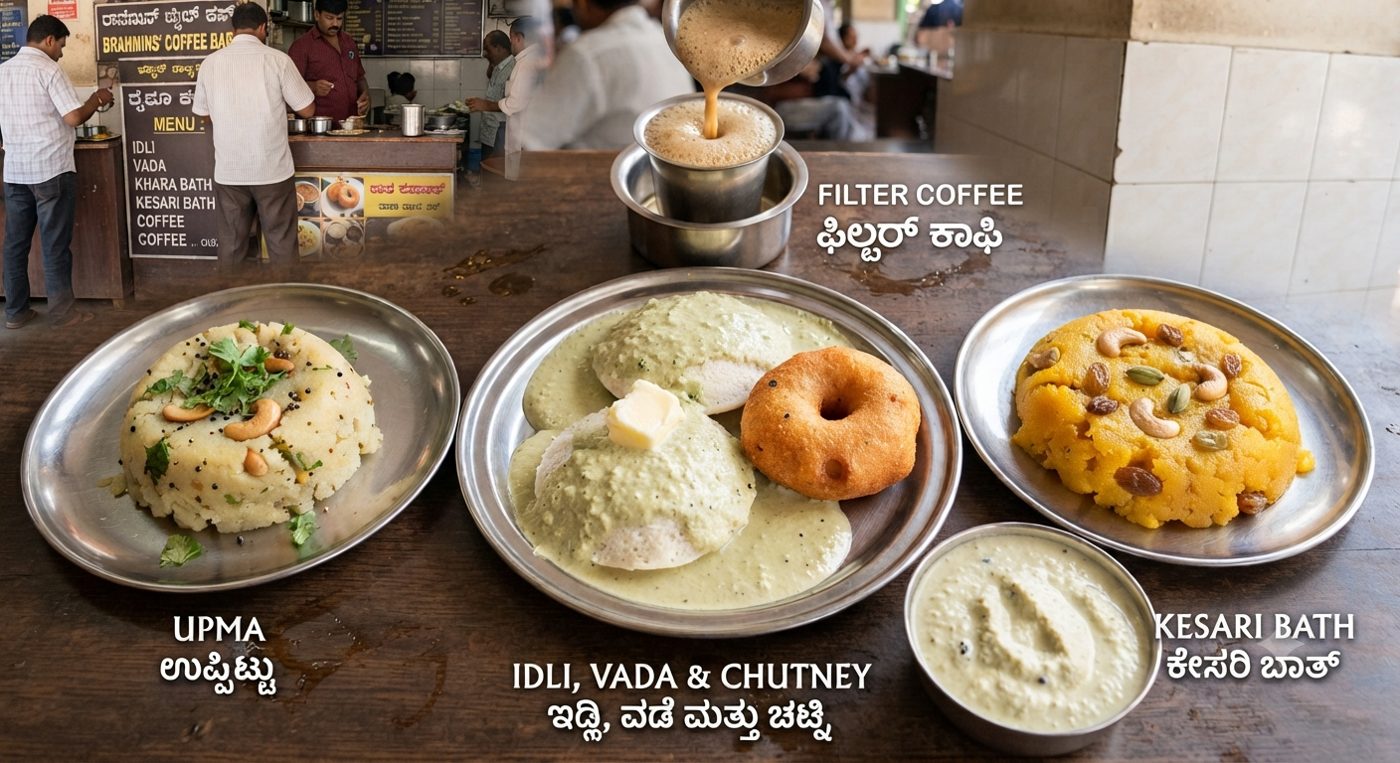 BRAHMINS' COFFEE BAR
MENU :
IDLI
VADA
KHARA BATH
KESARI BATH
COFFEE
GOFFEE
FILTER COFFEE
ಫಿಲ್ಟರ್ ಕಾಫಿ
UPMA
ಉಪ್ಪಿಟ್ಟು
IDLI, VADA & CHUTNEY
ಇಡ್ಲಿ, ವಡೆ ಮತ್ತು ಚಟ್ನಿ
KESARI BATH
ಕೇಸರಿ ಬಾತ್